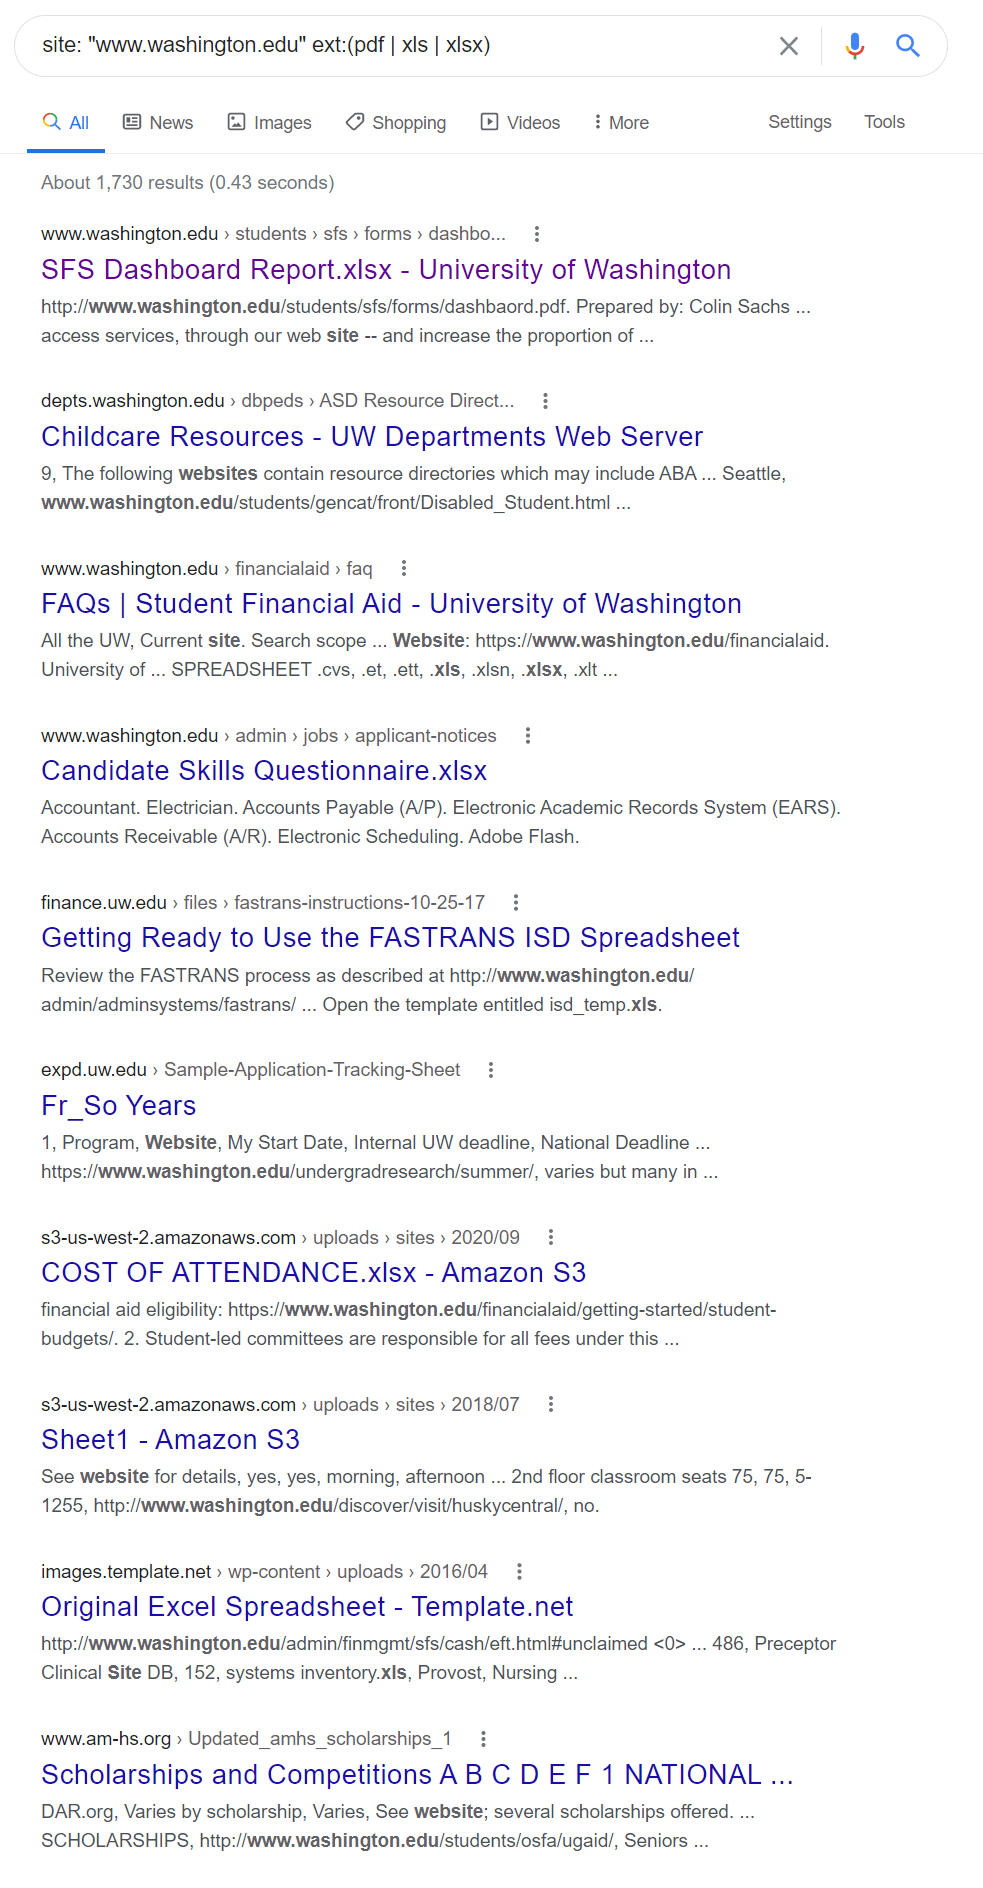 site: "www.washington.edu" ext:(pdf | xls | xlsx)
All News Images Shopping Videos More Settings Tools
About 1,730 results (0.43 seconds)
www.washington.edu › students › sfs › forms › dashbo...
SFS Dashboard Report.xlsx - University of Washington
http://www.washington.edu/students/sfs/forms/dashbaord.pdf. Prepared by: Colin Sachs ...
access services, through our web site -- and increase the proportion of ...
depts.washington.edu › dbpeds › ASD Resource Direct...
Childcare Resources - UW Departments Web Server
9, The following websites contain resource directories which may include ABA ... Seattle,
www.washington.edu/students/gencat/front/Disabled_Student.html ...
www.washington.edu › financialaid › faq
FAQs | Student Financial Aid - University of Washington
All the UW, Current site. Search scope ... Website: https://www.washington.edu/financialaid.
University of ... SPREADSHEET .cvs, .et, .ett, .xls, .xlsn, .xlsx, .xlt ...
www.washington.edu › admin › jobs › applicant-notices
Candidate Skills Questionnaire.xlsx
Accountant. Electrician. Accounts Payable (A/P). Electronic Academic Records System (EARS).
Accounts Receivable (A/R). Electronic Scheduling. Adobe Flash.
finance.uw.edu › files › fastrans-instructions-10-25-17
Getting Ready to Use the FASTRANS ISD Spreadsheet
Review the FASTRANS process as described at http://www.washington.edu/
admin/adminsystems/fastrans/ ... Open the template entitled isd_temp.xls.
expd.uw.edu › Sample-Application-Tracking-Sheet
Fr_So Years
1, Program, Website, My Start Date, Internal UW deadline, National Deadline ...
https://www.washington.edu/undergradresearch/summer/, varies but many in ...
s3-us-west-2.amazonaws.com › uploads › sites › 2020/09
COST OF ATTENDANCE.xlsx - Amazon S3
financial aid eligibility: https://www.washington.edu/financialaid/getting-started/student-
budgets/. 2. Student-led committees are responsible for all fees under this ...
s3-us-west-2.amazonaws.com › uploads › sites › 2018/07
Sheet1 - Amazon S3
See website for details, yes, yes, morning, afternoon ... 2nd floor classroom seats 75, 75, 5-
1255, http://www.washington.edu/discover/visit/huskycentral/, no.
images.template.net › wp-content › uploads › 2016/04
Original Excel Spreadsheet - Template.net
http://www.washington.edu/admin/finmgmt/sfs/cash/eft.html#unclaimed <0> ... 486, Preceptor
Clinical Site DB, 152, systems inventory.xls, Provost, Nursing ...
www.am-hs.org › Updated_amhs_scholarships_1
Scholarships and Competitions A B C D E F 1 NATIONAL ...
DAR.org, Varies by scholarship, Varies, See website; several scholarships offered. ...
SCHOLARSHIPS, http://www.washington.edu/students/osfa/ugaid/, Seniors ...